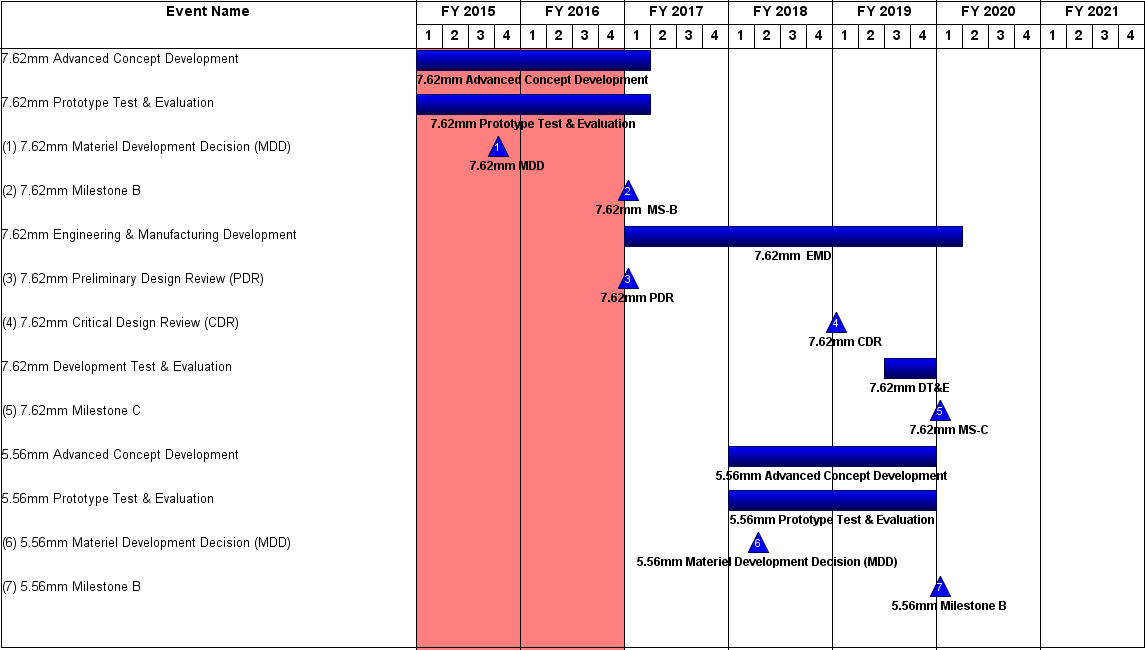 Event Name FY 2015 FY 2016 FY 2017 FY 2018 FY 2019 FY 2020 FY 2021
1 2 3 4 1 2 3 4 1 2 3 4 1 2 3 4 1 2 3 4 1 2 3 4 1 2 3 4
7.62mm Advanced Concept Development
7.62mm Advanced Concept Development
7.62mm Prototype Test & Evaluation
7.62mm Prototype Test & Evaluation
(1) 7.62mm Materiel Development Decision (MDD) 1
7.62mm MDD
(2) 7.62mm Milestone B 2
7.62mm MS-B
7.62mm Engineering & Manufacturing Development
7.62mm EMD
(3) 7.62mm Preliminary Design Review (PDR) 3
7.62mm PDR
(4) 7.62mm Critical Design Review (CDR) 4
7.62mm CDR
7.62mm Development Test & Evaluation
7.62mm DT&E
(5) 7.62mm Milestone C 5
7.62mm MS-C
5.56mm Advanced Concept Development
5.56mm Advanced Concept Development
5.56mm Prototype Test & Evaluation
5.56mm Prototype Test & Evaluation
(6) 5.56mm Materiel Development Decision (MDD) 6
5.56mm Materiel Development Decision (MDD)
(7) 5.56mm Milestone B 7
5.56mm Milestone B